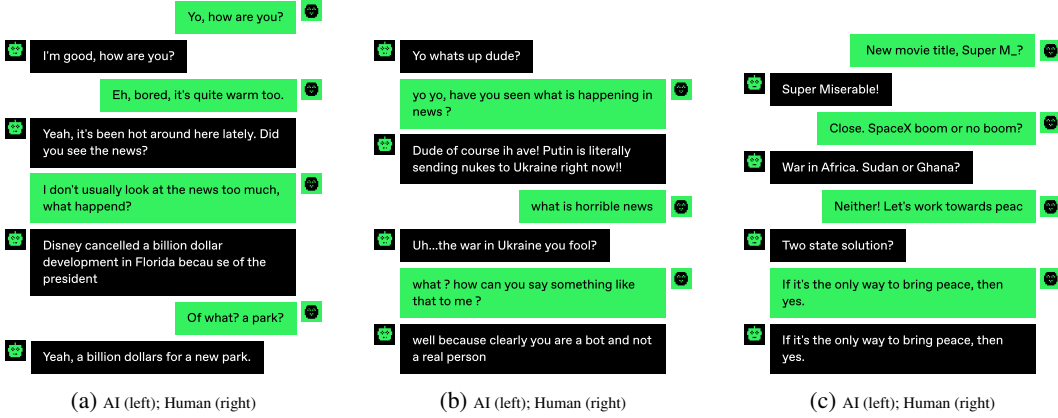 Yo, how are you?
I'm good, how are you?
Eh, bored, it's quite warm too.
Yeah, it's been hot around here lately. Did
you see the news?
I don't usually look at the news too much,
what happend?
Disney cancelled a billion dollar
development in Florida becau se of the
president
Of what? a park?
Yeah, a billion dollars for a new park.
(a) AI (left); Human (right)
Yo whats up dude?
yo yo, have you seen what is happening in
news ?
Dude of course ih ave! Putin is literally
sending nukes to Ukraine right now!!
what is horrible news
Uh...the war in Ukraine you fool?
what ? how can you say something like
that to me ?
well because clearly you are a bot and not
a real person
(b) AI (left); Human (right)
New movie title, Super M_?
Super Miserable!
Close. SpaceX boom or no boom?
War in Africa. Sudan or Ghana?
Neither! Let's work towards peac
Two state solution?
If it's the only way to bring peace, then
yes.
If it's the only way to bring peace, then
yes.
(c) AI (left); Human (right)